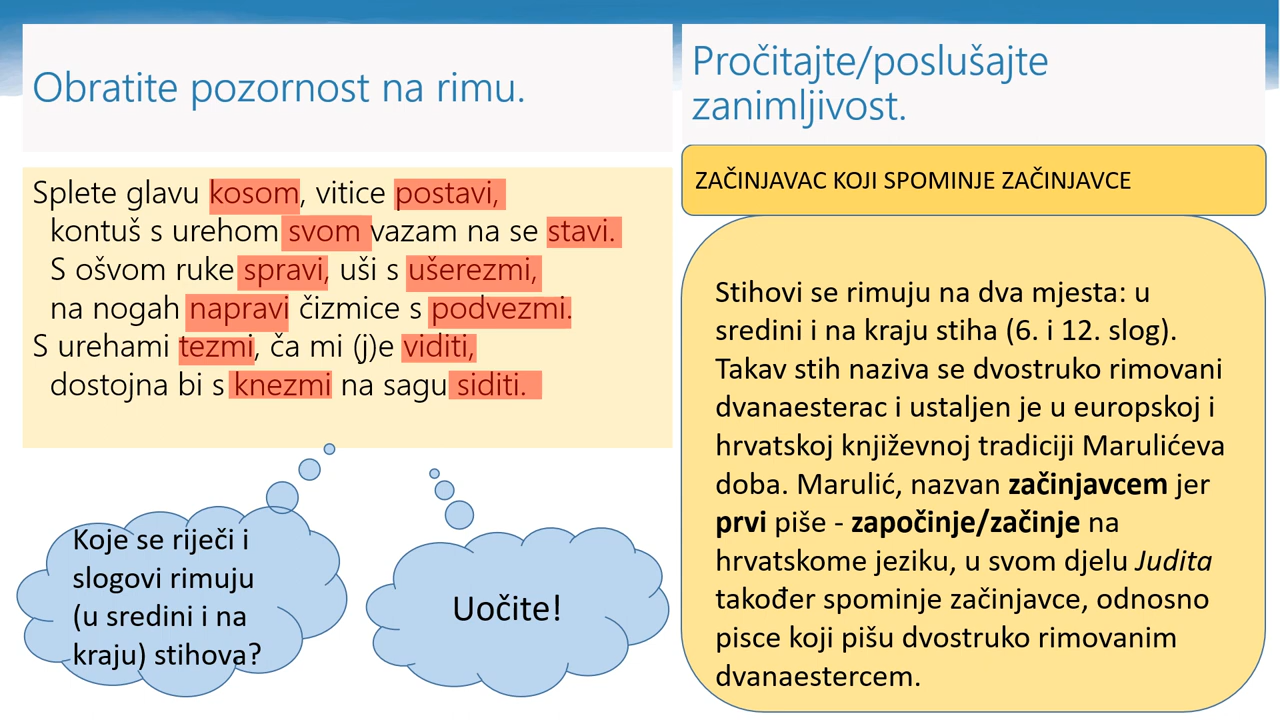 Obratite pozornost na rimu.
Splete glavu kosom, vitice postavi,
kontuš s urehom svom vazam na se stavi.
S ošvom ruke spravi, uši s ušerezmi,
na nogah napravi čizmice s podvezmi.
S urehami tezmi, ča mi (j)e viditi,
dostojna bi s knezmi na sagu siditi.
Koje se riječi i
slogovi rimuju
(u sredini i na
kraju) stihova?
Uočite!
Pročitajte/poslušajte
zanimljivost.
ZAČINJAVAC KOJI SPOMINJE ZAČINJAVCE
Stihovi se rimuju na dva mjesta: u
sredini i na kraju stiha (6. i 12. slog).
Takav stih naziva se dvostruko rimovani
dvanaesterac i ustaljen je u europskoj i
hrvatskoj književnoj tradiciji Marulićeva
doba. Marulić, nazvan začinjavcem jer
prvi piše - započinje/začinje na
hrvatskome jeziku, u svom djelu Judita
također spominje začinjavce, odnosno
pisce koji pišu dvostruko rimovanim
dvanaestercem.